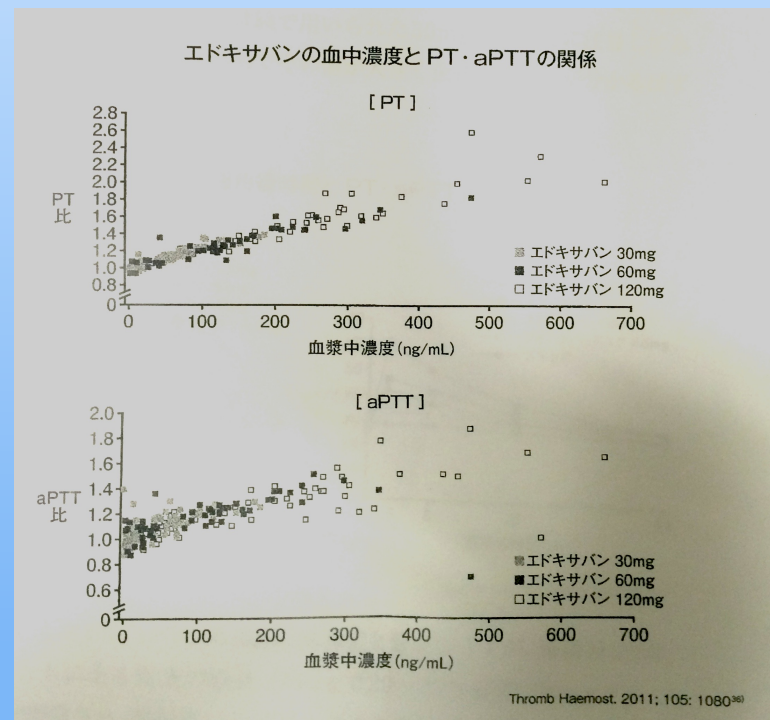 エドキサバンの血中濃度とPT・aPTTの関係
[ PT ]
2.8
2.6
2.4
2.2
2.0
1.8
1.6
1.4
1.2
1.0
0.8
0
PT
比
エドキサバン 30mg
エドキサバン 60mg
エドキサバン 120mg
0 100 200 300 400 500 600 700
血漿中濃度(ng/mL)
[ aPTT ]
2.0
1.8
1.6
1.4
1.2
1.0
0.8
0.6
0
aPTT
比
エドキサバン 30mg
エドキサバン 60mg
エドキサバン 120mg
0 100 200 300 400 500 600 700
血漿中濃度(ng/mL)
Thromb Haemost. 2011; 105: 1080³⁶⁾